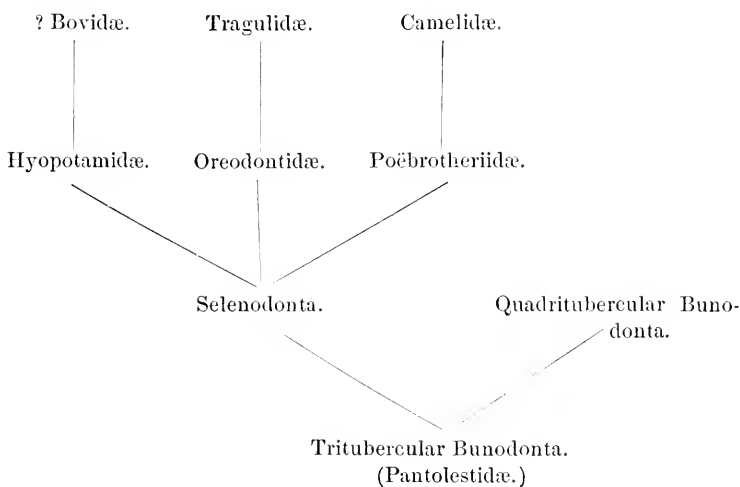 ? Bovidæ. Tragulidæ. Camelidæ.
Hyopotamidæ. Oreodontidæ. Poëbrotheriidæ.
Selenodonta. Quadritubercular Buno-
donta.
Tritubercular Bunodonta.
(Pantolestidæ.)